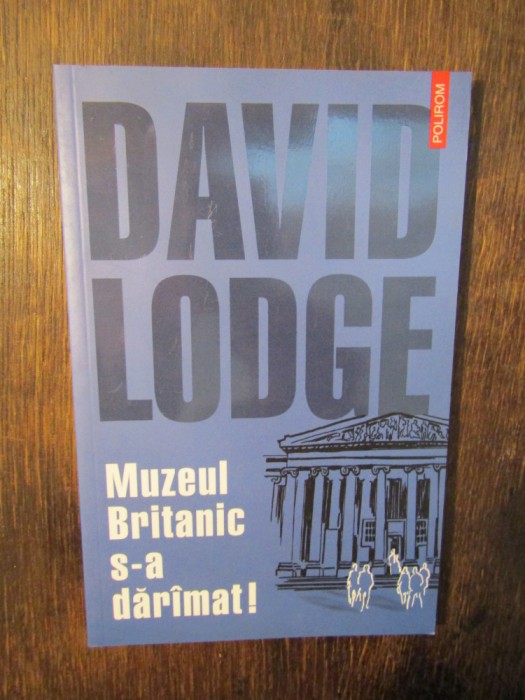 POLIROM
DAVID
LODGE
Muzeul
Britanic
s-a
dărîmat!